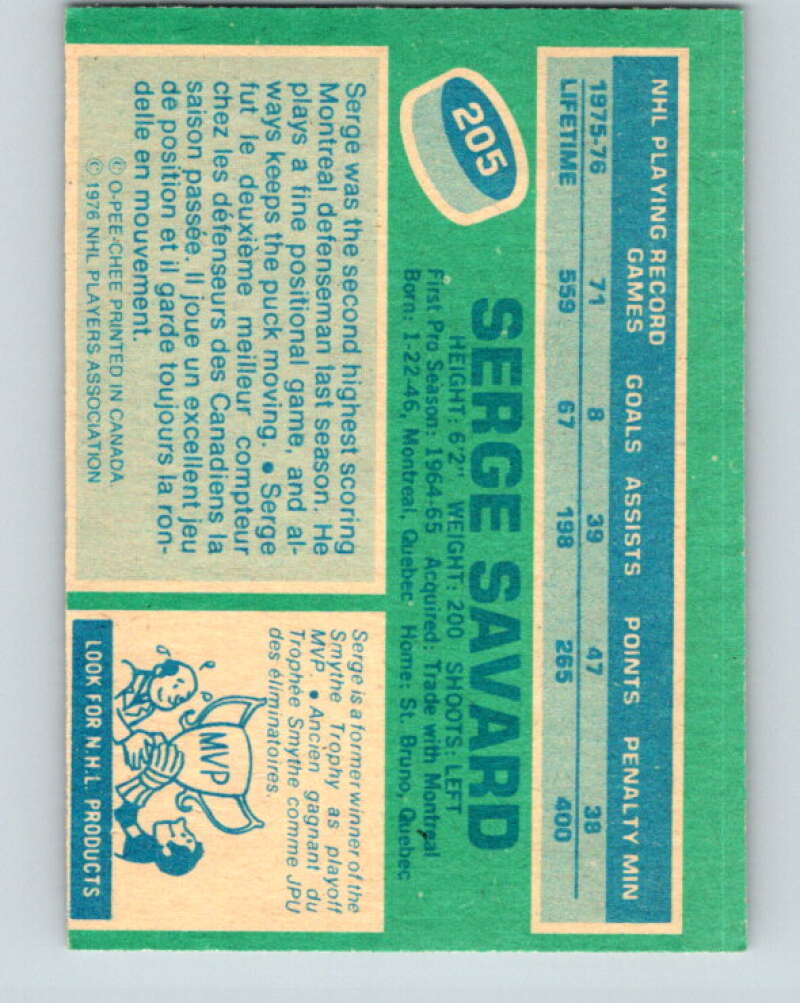 NHL PLAYING RECORD
GAMES GOALS ASSISTS POINTS PENALTY MIN
1975-76 71 8 39 47 38
LIFETIME 559 67 198 265 400
205
SERGE SAVARD
HEIGHT: 6'2" WEIGHT: 200 SHOOTS: LEFT
First Pro Season: 1964-65 Acquired: Trade with Montreal
Born: 1-22-46, Montreal, Quebec Home: St. Bruno, Quebec
Serge was the second highest scoring
Montreal defenseman last season. He
plays a fine positional game, and al-
ways keeps the puck moving. • Serge
fut le deuxième meilleur compteur
chez les défenseurs des Canadiens la
saison passée. Il joue un excellent jeu
de position et il garde toujours la ron-
delle en mouvement.
© O-PEE-CHEE PRINTED IN CANADA
© 1976 NHL PLAYERS ASSOCIATION
Serge is a former winner of the
Smythe Trophy as playoff
MVP. • Ancien gagnant du
Trophée Smythe comme JPU
des éliminatoires.
MVP
LOOK FOR N.H.L. PRODUCTS